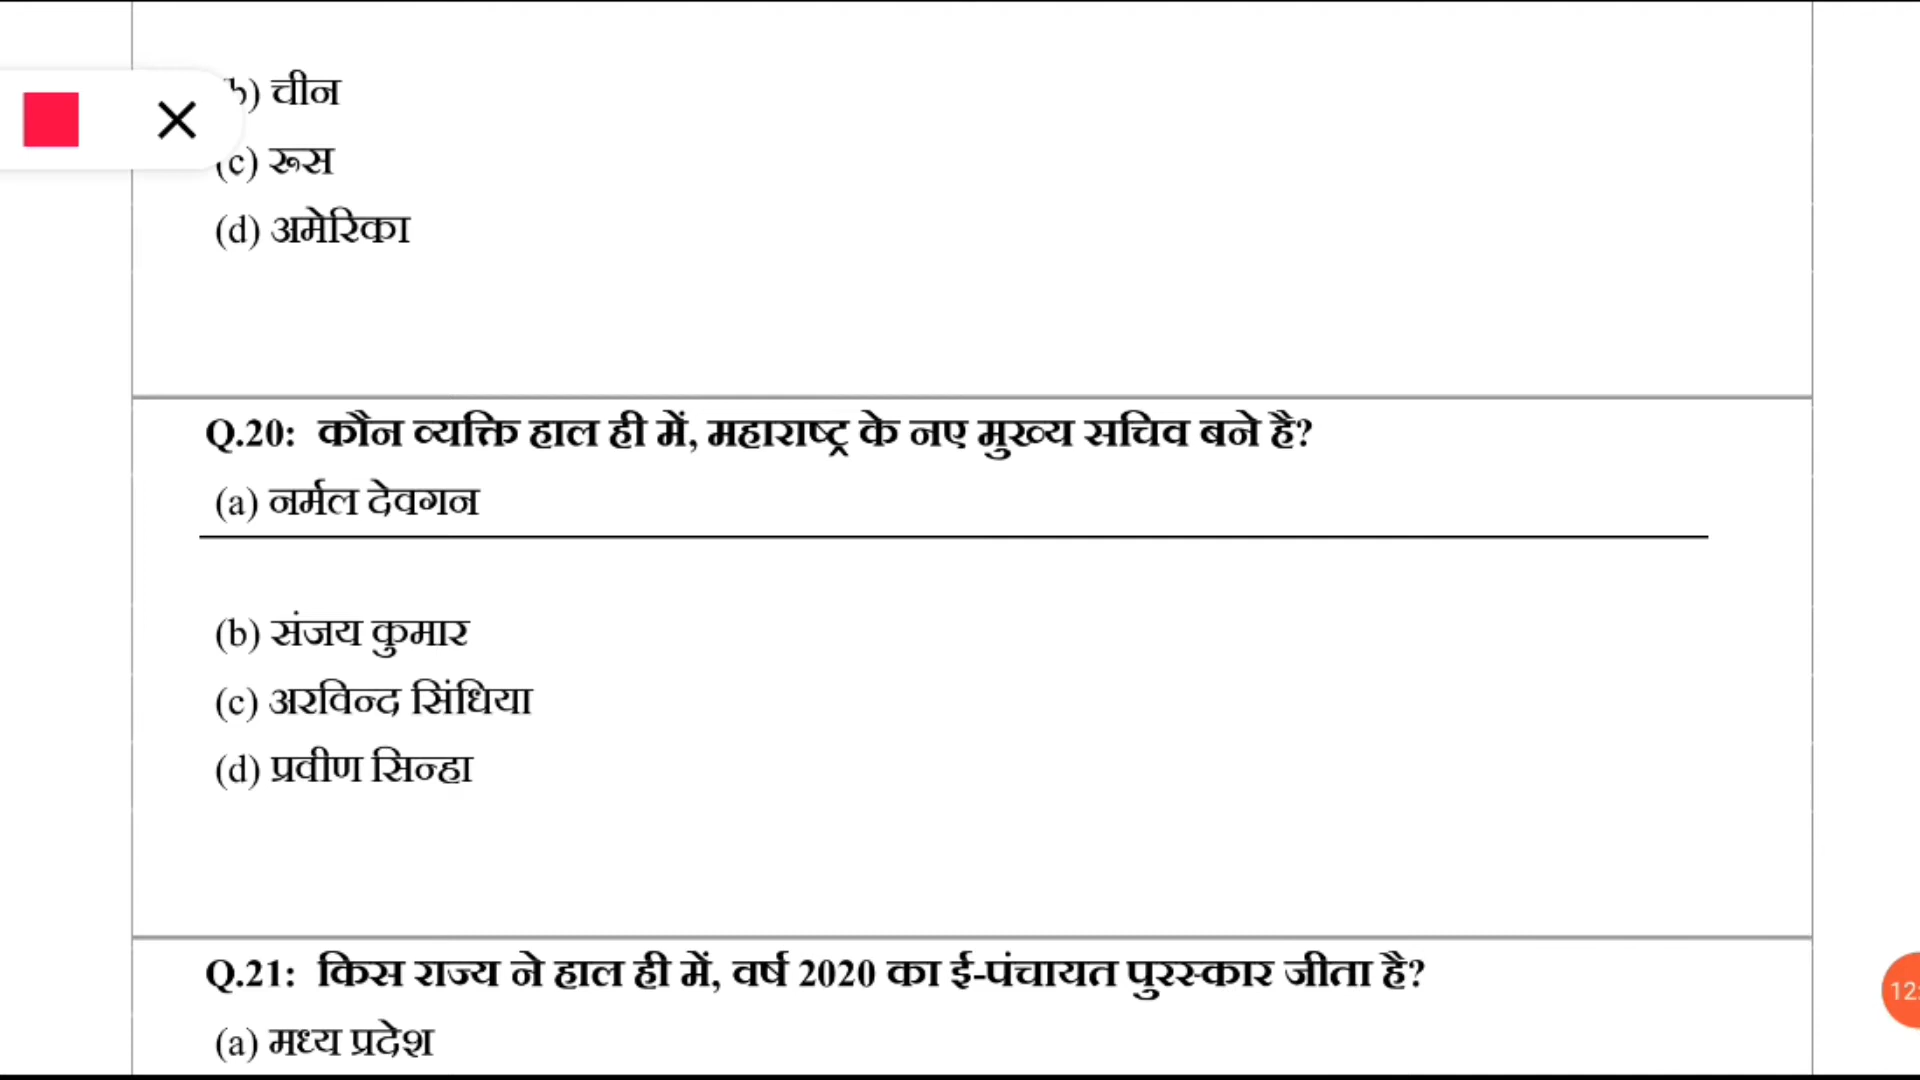 b) चीन
(c) रूस
(d) अमेरिका
Q.20: कौन व्यक्ति हाल ही में, महाराष्ट्र के नए मुख्य सचिव बने है?
(a) नर्मल देवगन
(b) संजय कुमार
(c) अरविन्द सिंधिया
(d) प्रवीण सिन्हा
Q.21: किस राज्य ने हाल ही में, वर्ष 2020 का ई-पंचायत पुरस्कार जीता है?
(a) मध्य प्रदेश